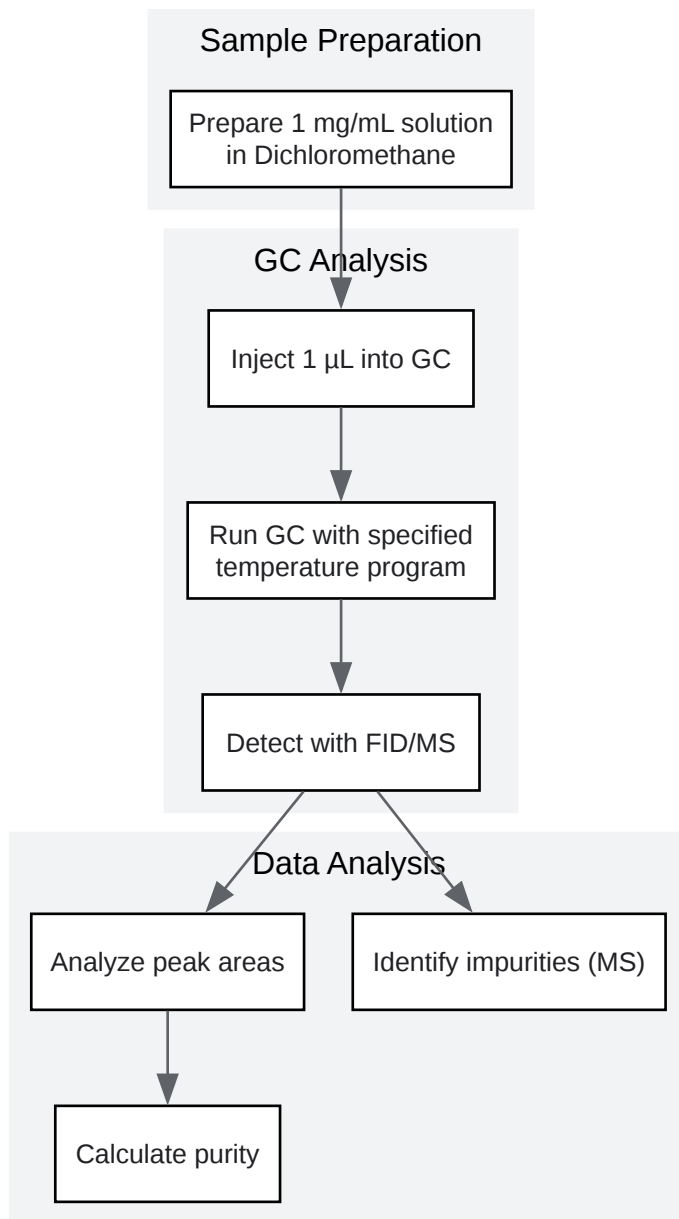 Sample Preparation
Prepare 1 mg/mL solution
in Dichloromethane
GC Analysis
Inject 1 µL into GC
Run GC with specified
temperature program
Detect with FID/MS
Data Analysis
Analyze peak areas
Identify impurities (MS)
Calculate purity